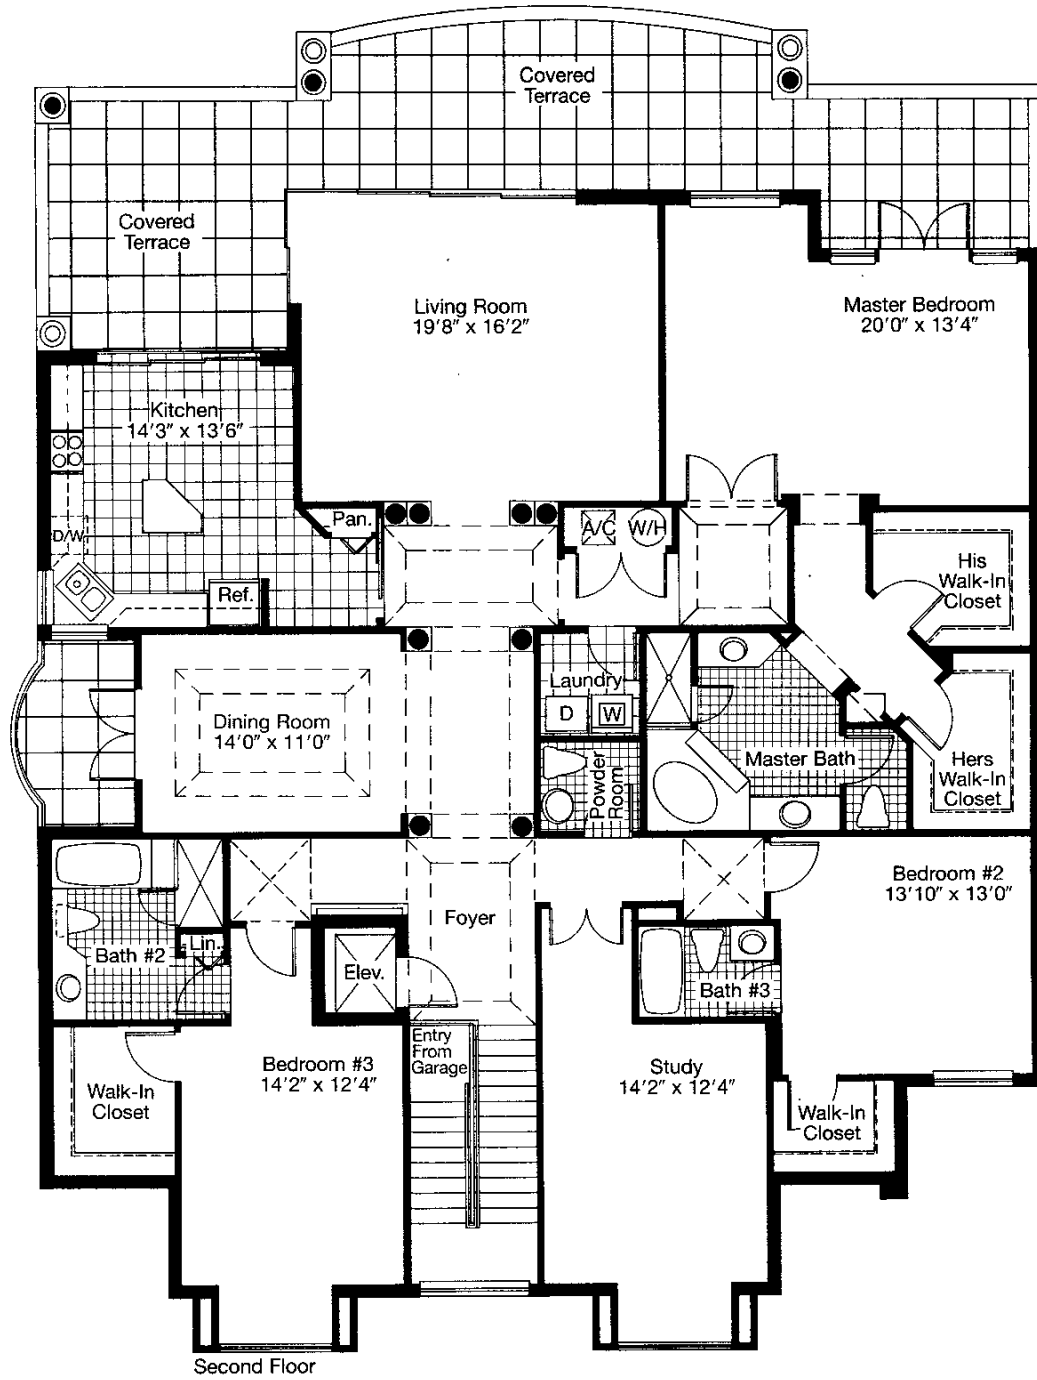 Covered
Terrace
Covered
Terrace
Living Room
19'8" x 16'2"
Master Bedroom
20'0" x 13'4"
Kitchen
14'3" x 13'6"
Pan.
A/C
W/H
D/W
Ref.
His
Walk-In
Closet
Laundry
D
W
Dining Room
14'0" x 11'0"
Master Bath
Powder
Room
Hers
Walk-In
Closet
Bedroom #2
13'10" x 13'0"
Foyer
Bath #2
Lin.
Elev.
Bath #3
Entry
From
Garage
Bedroom #3
14'2" x 12'4"
Study
14'2" x 12'4"
Walk-In
Closet
Walk-In
Closet
Second Floor